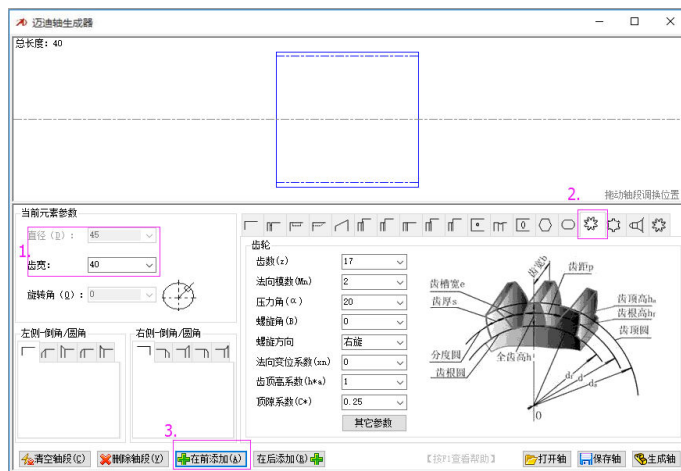 迈迪轴生成器
总长度: 40
拖动轴段调换位置
2.
当前元素参数
1.
直径(D): 45
齿宽: 40
旋转角(Q): 0
左侧-倒角/圆角
右侧-倒角/圆角
齿轮
齿数(z) 17
法向模数(Mn) 2
压力角(α) 20
螺旋角(B) 0
螺旋方向 右旋
法向变位系数(xn) 0
齿顶高系数(h*a) 1
顶隙系数(C*) 0.25
其它参数
齿宽b
齿距p
齿槽宽e
齿厚s
齿顶高ha
齿根高hf
齿顶圆
分度圆
全齿高h
齿根圆
df
d
da
O
3.
清空轴段(C)
删除轴段(Y)
在前添加(A)
在后添加(B)
【按F1查看帮助】
打开轴
保存轴
生成轴